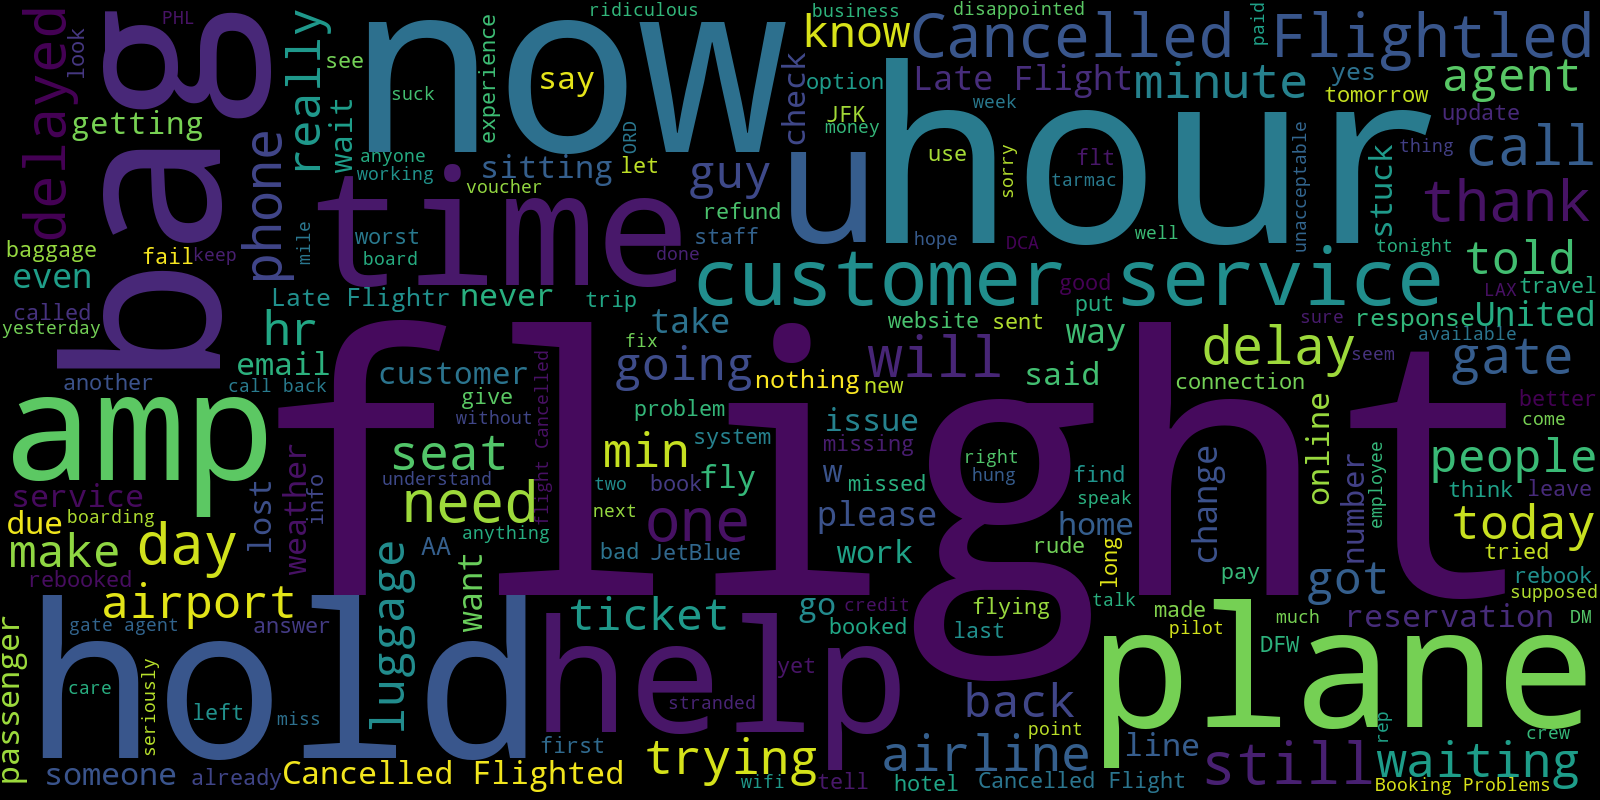 PHL
ridiculous
business
disappointed
paid
delayed
look
bag
really
see
experience
now
say
know
Cancelled Flightled
suck
check
option
Late Flight
minute
yes
agent
getting
phone
wait
JFK
money
week
tomorrow
update
anyone
working
ORD
hour
call
sitting
let
guy
u
use
sorry
flt
tarmac
unacceptable
stuck
thing
voucher
time
thank
refund
baggage
fail
keep
mile
worst
board
staff
done
hope
DCA
well
tonight
told
even
customer service
good
LAX
travel
called
Late Flightr
never
trip
put
yesterday
hr
take
website
sent
way
sure
response
United
fix
available
email
going
will
delay
seem
gate
another
call back
customer
nothing
new
said
connection
flight
give
without
flight Cancelled
problem
issue
online
better
come
amp
seat
min
system
missing
right
change
people
weather
understand
two
book
fly
w
missed
hung
find
speak
number
employee
think
leave
service
lost
info
need
next
one
please
home
today
due
boarding
anything
make
day
AA
bad
JetBlue
work
rude
long
got
tried
rebooked
luggage
want
pay
rebook
supposed
airport
ticket
go
credit
flying
talk
made
much
reservation
DM
passenger
gate agent
answer
booked
last
pilot
DFW
hold
help
plane
care
seriously
left
miss
yet
stranded
back
point
rep
crew
first
trying
airline
line
still
waiting
someone
already
Cancelled Flighted
wifi
tell
hotel
Cancelled Flight
Booking Problems